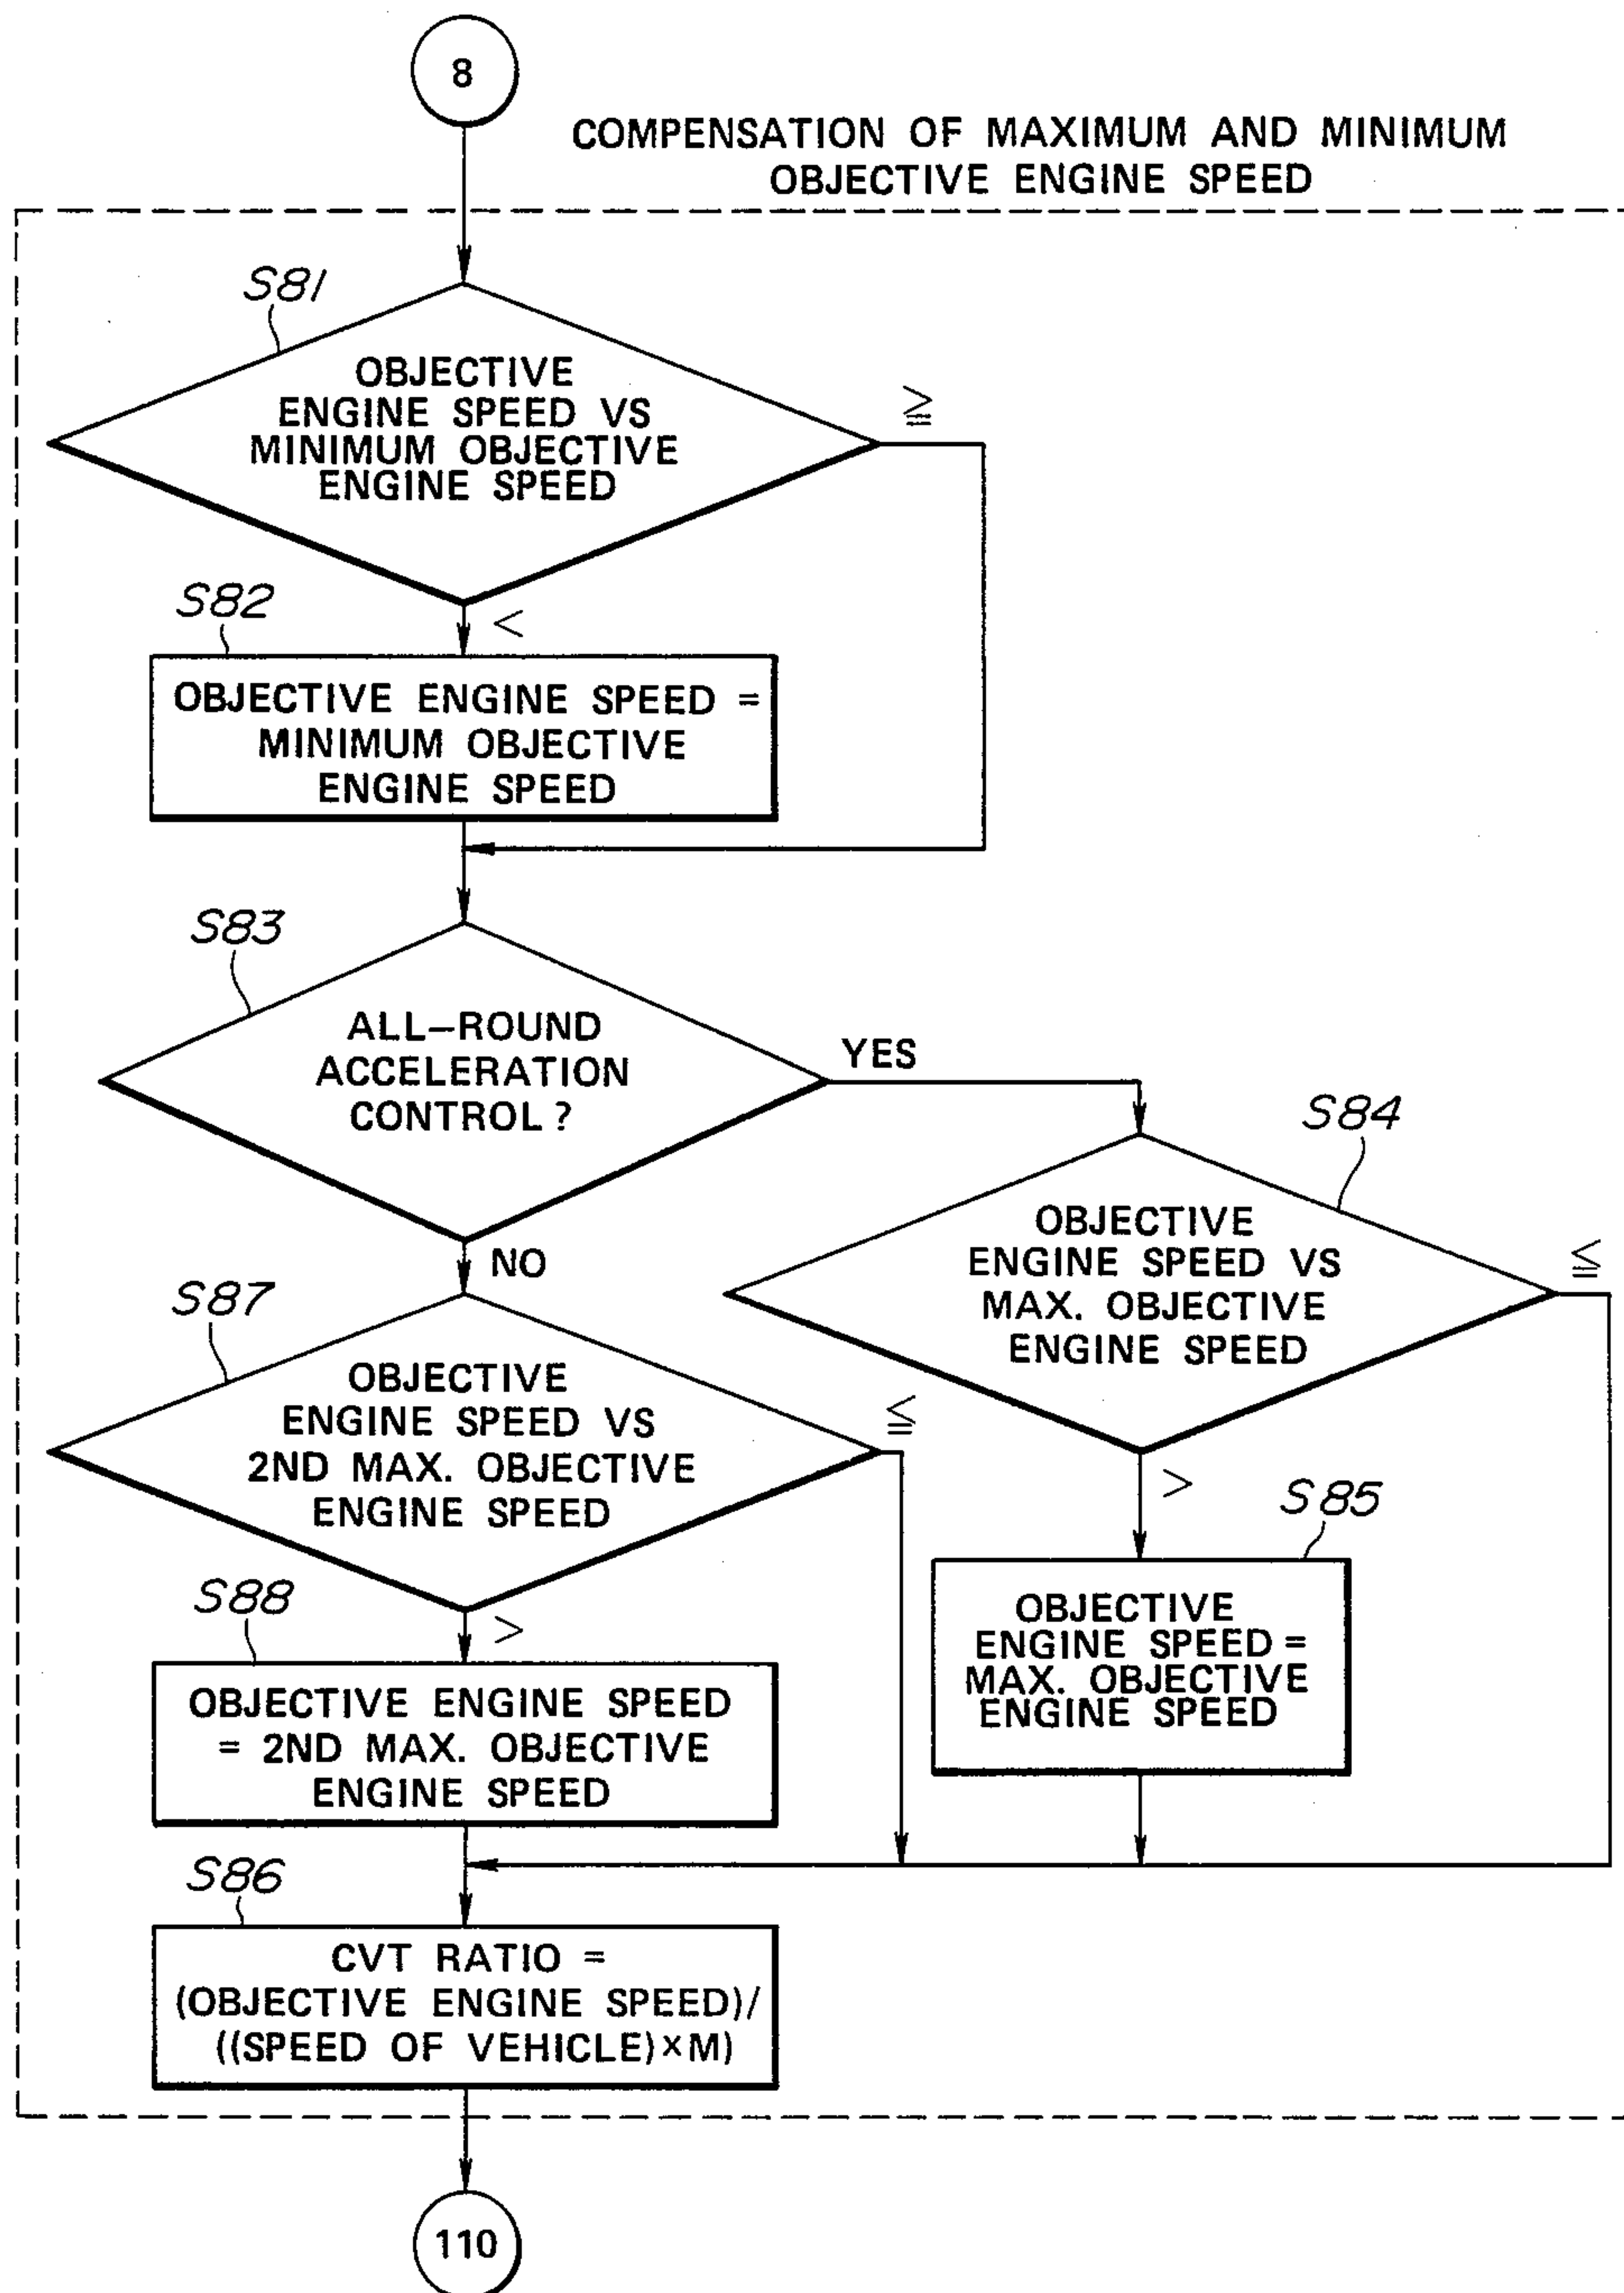 8
COMPENSATION OF MAXIMUM AND MINIMUM
OBJECTIVE ENGINE SPEED
S81
OBJECTIVE
ENGINE SPEED VS
MINIMUM OBJECTIVE
ENGINE SPEED
≧
<
S82
OBJECTIVE ENGINE SPEED =
MINIMUM OBJECTIVE
ENGINE SPEED
S83
ALL–ROUND
ACCELERATION
CONTROL ?
YES
NO
S84
OBJECTIVE
ENGINE SPEED VS
MAX. OBJECTIVE
ENGINE SPEED
≦
>
S85
OBJECTIVE
ENGINE SPEED =
MAX. OBJECTIVE
ENGINE SPEED
S87
OBJECTIVE
ENGINE SPEED VS
2ND MAX. OBJECTIVE
ENGINE SPEED
≦
>
S88
OBJECTIVE ENGINE SPEED
= 2ND MAX. OBJECTIVE
ENGINE SPEED
S86
CVT RATIO =
(OBJECTIVE ENGINE SPEED)/
((SPEED OF VEHICLE)×M)
110